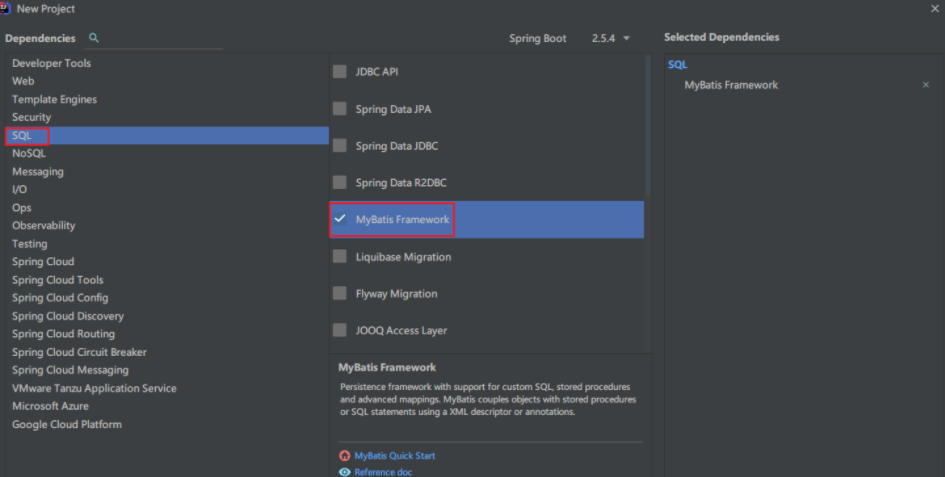 New Project
Dependencies
Spring Boot 2.5.4
Selected Dependencies
Developer Tools
Web
Template Engines
Security
SQL
NoSQL
Messaging
I/O
Ops
Observability
Testing
Spring Cloud
Spring Cloud Tools
Spring Cloud Config
Spring Cloud Discovery
Spring Cloud Routing
Spring Cloud Circuit Breaker
Spring Cloud Messaging
VMware Tanzu Application Service
Microsoft Azure
Google Cloud Platform
JDBC API
Spring Data JPA
Spring Data JDBC
Spring Data R2DBC
MyBatis Framework
Liquibase Migration
Flyway Migration
JOOQ Access Layer
MyBatis Framework
Persistence framework with support for custom SQL, stored procedures
and advanced mappings. MyBatis couples objects with stored procedures
or SQL statements using a XML descriptor or annotations.
MyBatis Quick Start
Reference doc
SQL
MyBatis Framework